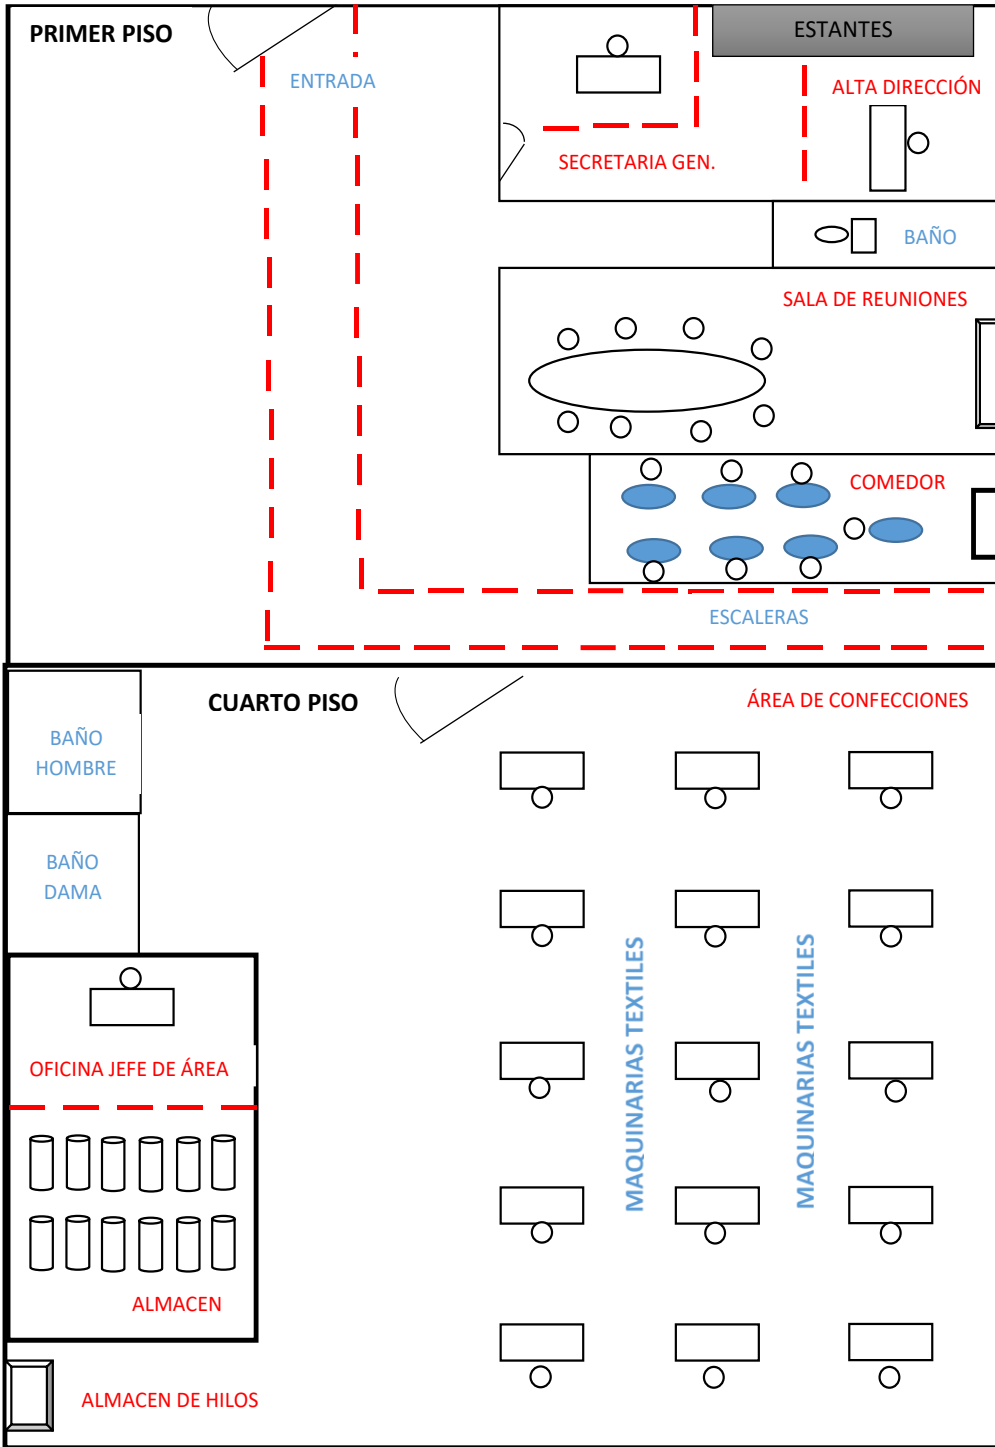 PRIMER PISO
ESTANTES
ENTRADA
ALTA DIRECCIÓN
SECRETARIA GEN.
BAÑO
SALA DE REUNIONES
COMEDOR
ESCALERAS
CUARTO PISO
ÁREA DE CONFECCIONES
BAÑO
HOMBRE
BAÑO
DAMA
MAQUINARIAS TEXTILES
MAQUINARIAS TEXTILES
OFICINA JEFE DE ÁREA
ALMACEN
ALMACEN DE HILOS